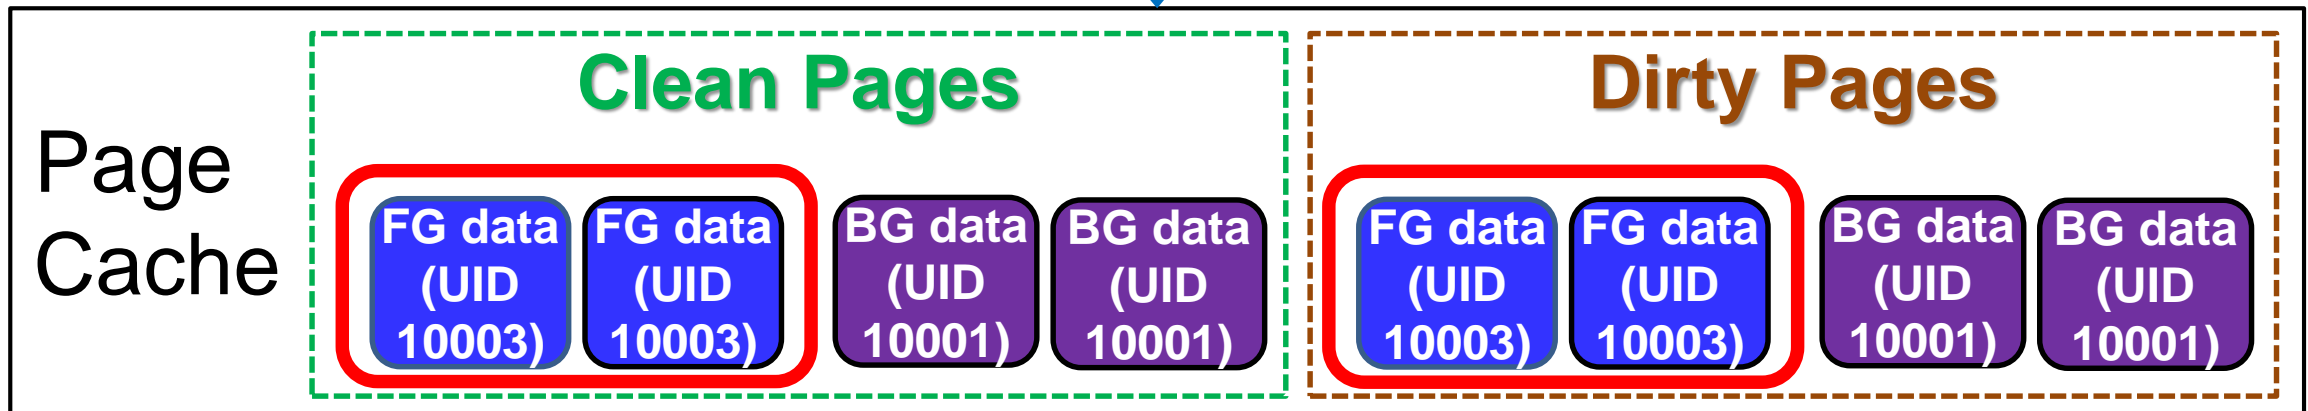 Page
Cache
Clean Pages
FG data
(UID
10003)
FG data
(UID
10003)
BG data
(UID
10001)
BG data
(UID
10001)
Dirty Pages
FG data
(UID
10003)
FG data
(UID
10003)
BG data
(UID
10001)
BG data
(UID
10001)